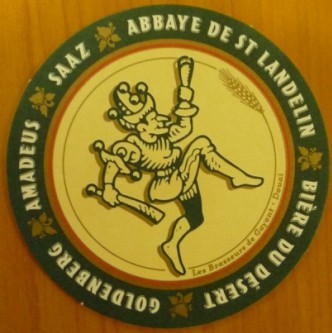 ABBAYE DE ST LANDELIN
BIÈRE DU DÉSERT
GOLDENBERG
AMADEUS
SAAZ
Les Brasseurs de Gayant - Douai